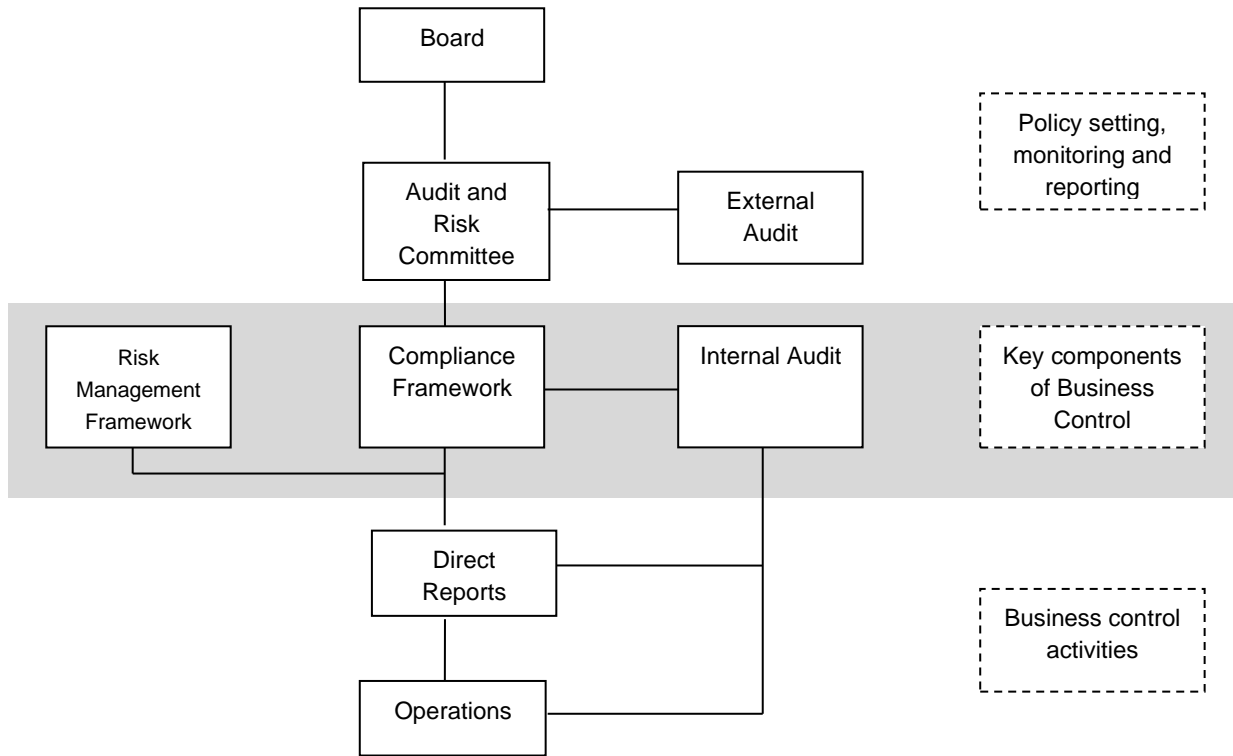 Board
Policy setting,
monitoring and
reporting
Audit and
Risk
Committee
External
Audit
Risk
Management
Framework
Compliance
Framework
Internal Audit
Key components
of Business
Control
Direct
Reports
Business control
activities
Operations